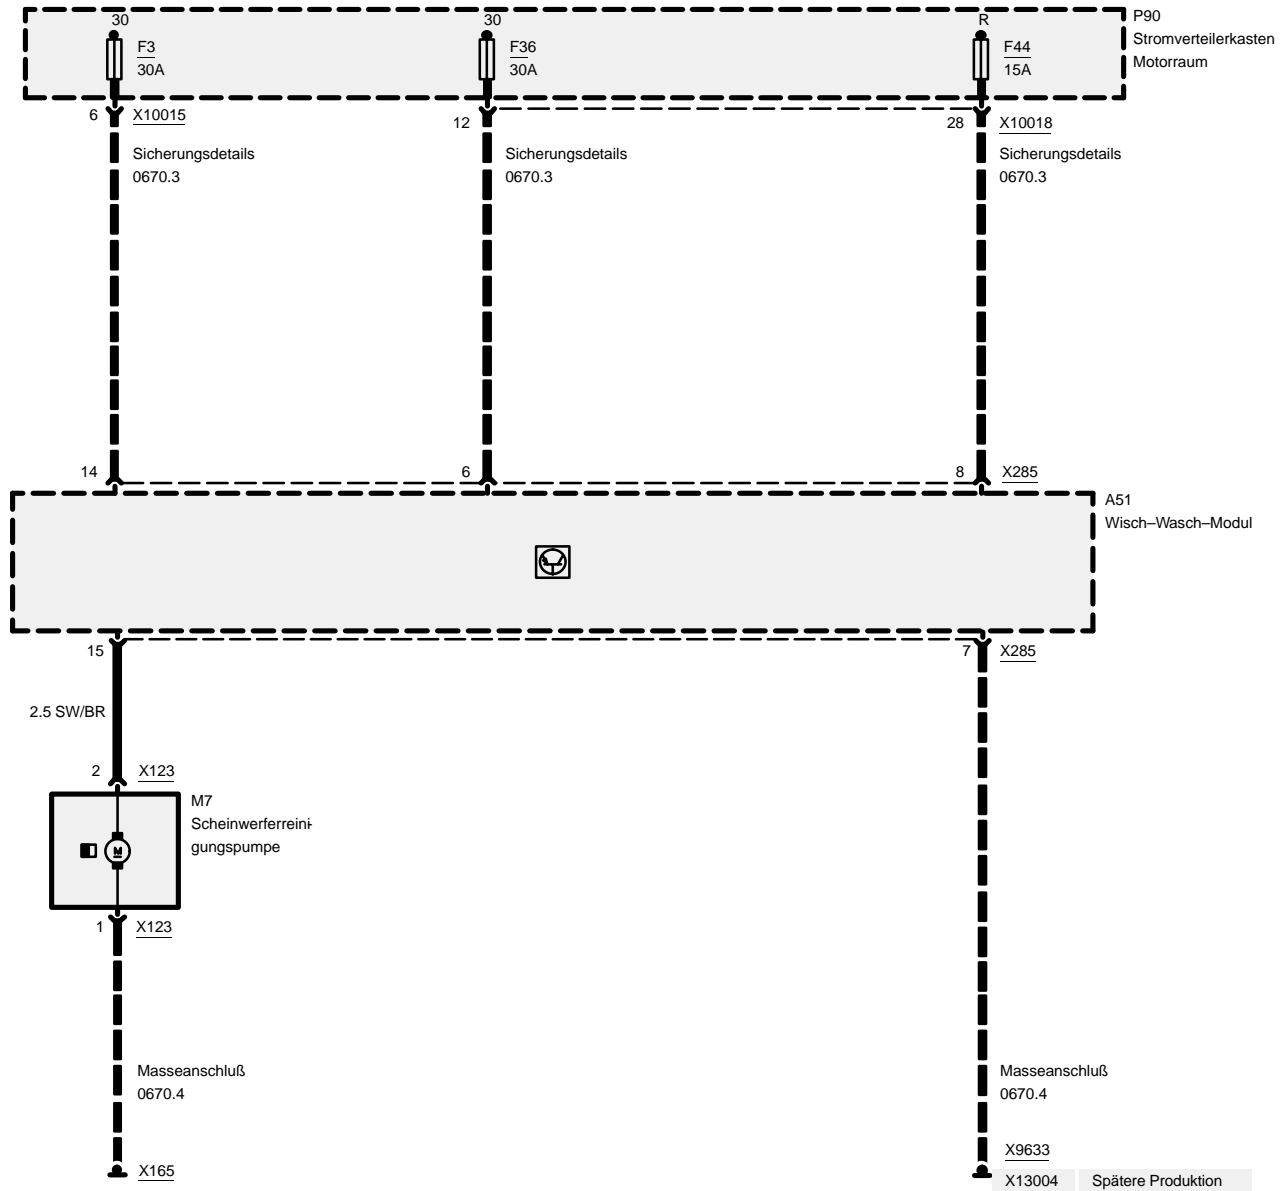 30
30
R
P90
Stromverteilerkasten
Motorraum
F3
30A
F36
30A
F44
15A
6
X10015
12
28
X10018
Sicherungsdetails
0670.3
Sicherungsdetails
0670.3
Sicherungsdetails
0670.3
14
6
8
X285
A51
Wisch–Wasch–Modul
15
7
X285
2.5 SW/BR
2
X123
M7
Scheinwerferreini-
gungspumpe
M
1
X123
Masseanschluß
0670.4
Masseanschluß
0670.4
X165
X9633
X13004 Spätere Produktion